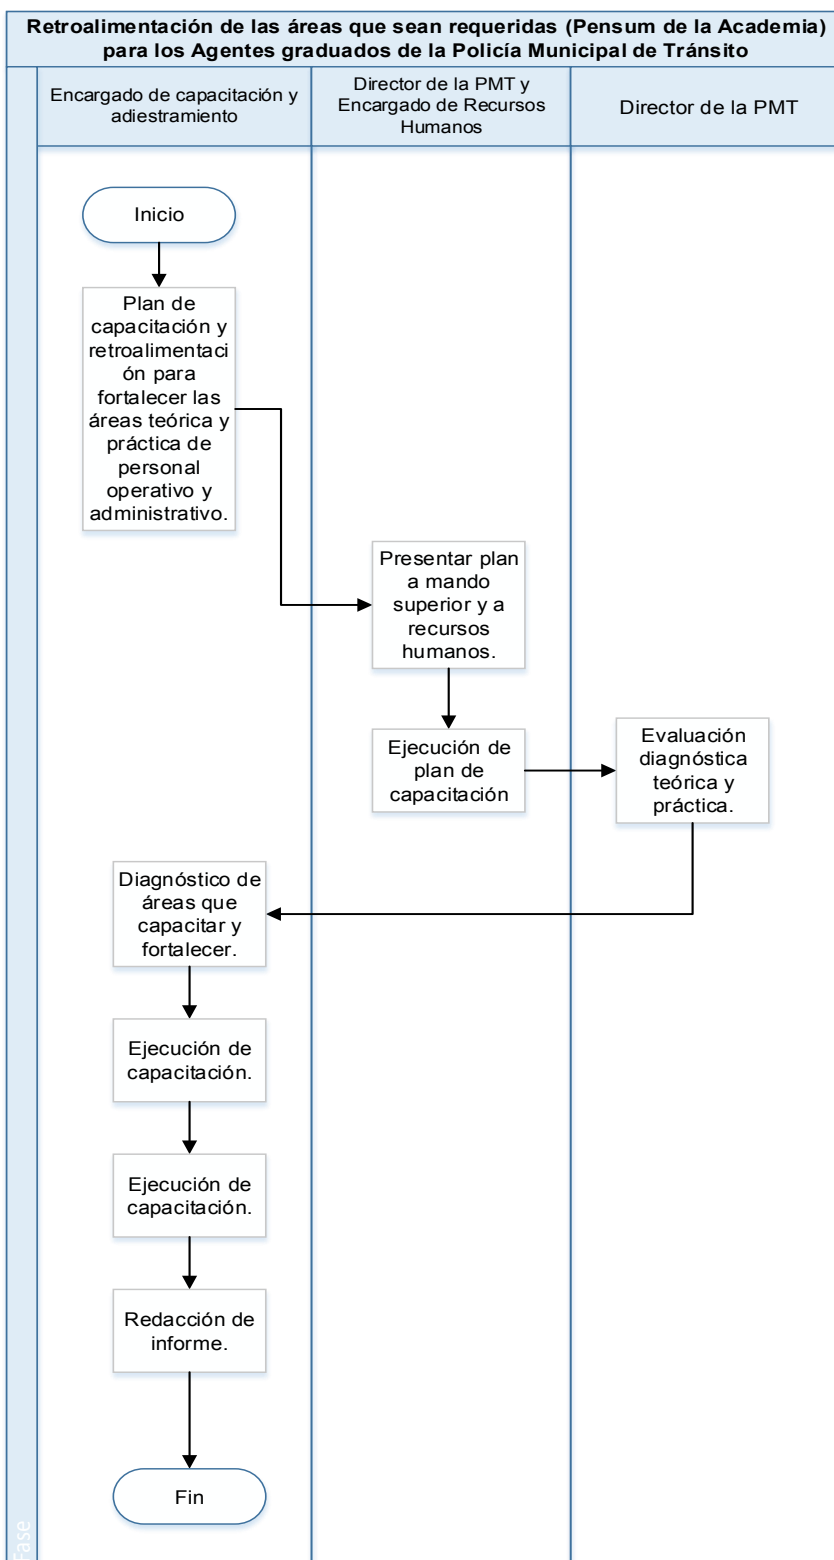 Retroalimentación de las áreas que sean requeridas (Pensum de la Academia)
para los Agentes graduados de la Policía Municipal de Tránsito
Encargado de capacitación y
adiestramiento
Director de la PMT y
Encargado de Recursos
Humanos
Director de la PMT
Inicio
Plan de
capacitación y
retroalimentaci
ón para
fortalecer las
áreas teórica y
práctica de
personal
operativo y
administrativo.
Presentar plan
a mando
superior y a
recursos
humanos.
Ejecución de
plan de
capacitación
Evaluación
diagnóstica
teórica y
práctica.
Diagnóstico de
áreas que
capacitar y
fortalecer.
Ejecución de
capacitación.
Ejecución de
capacitación.
Redacción de
informe.
Fin
Fase